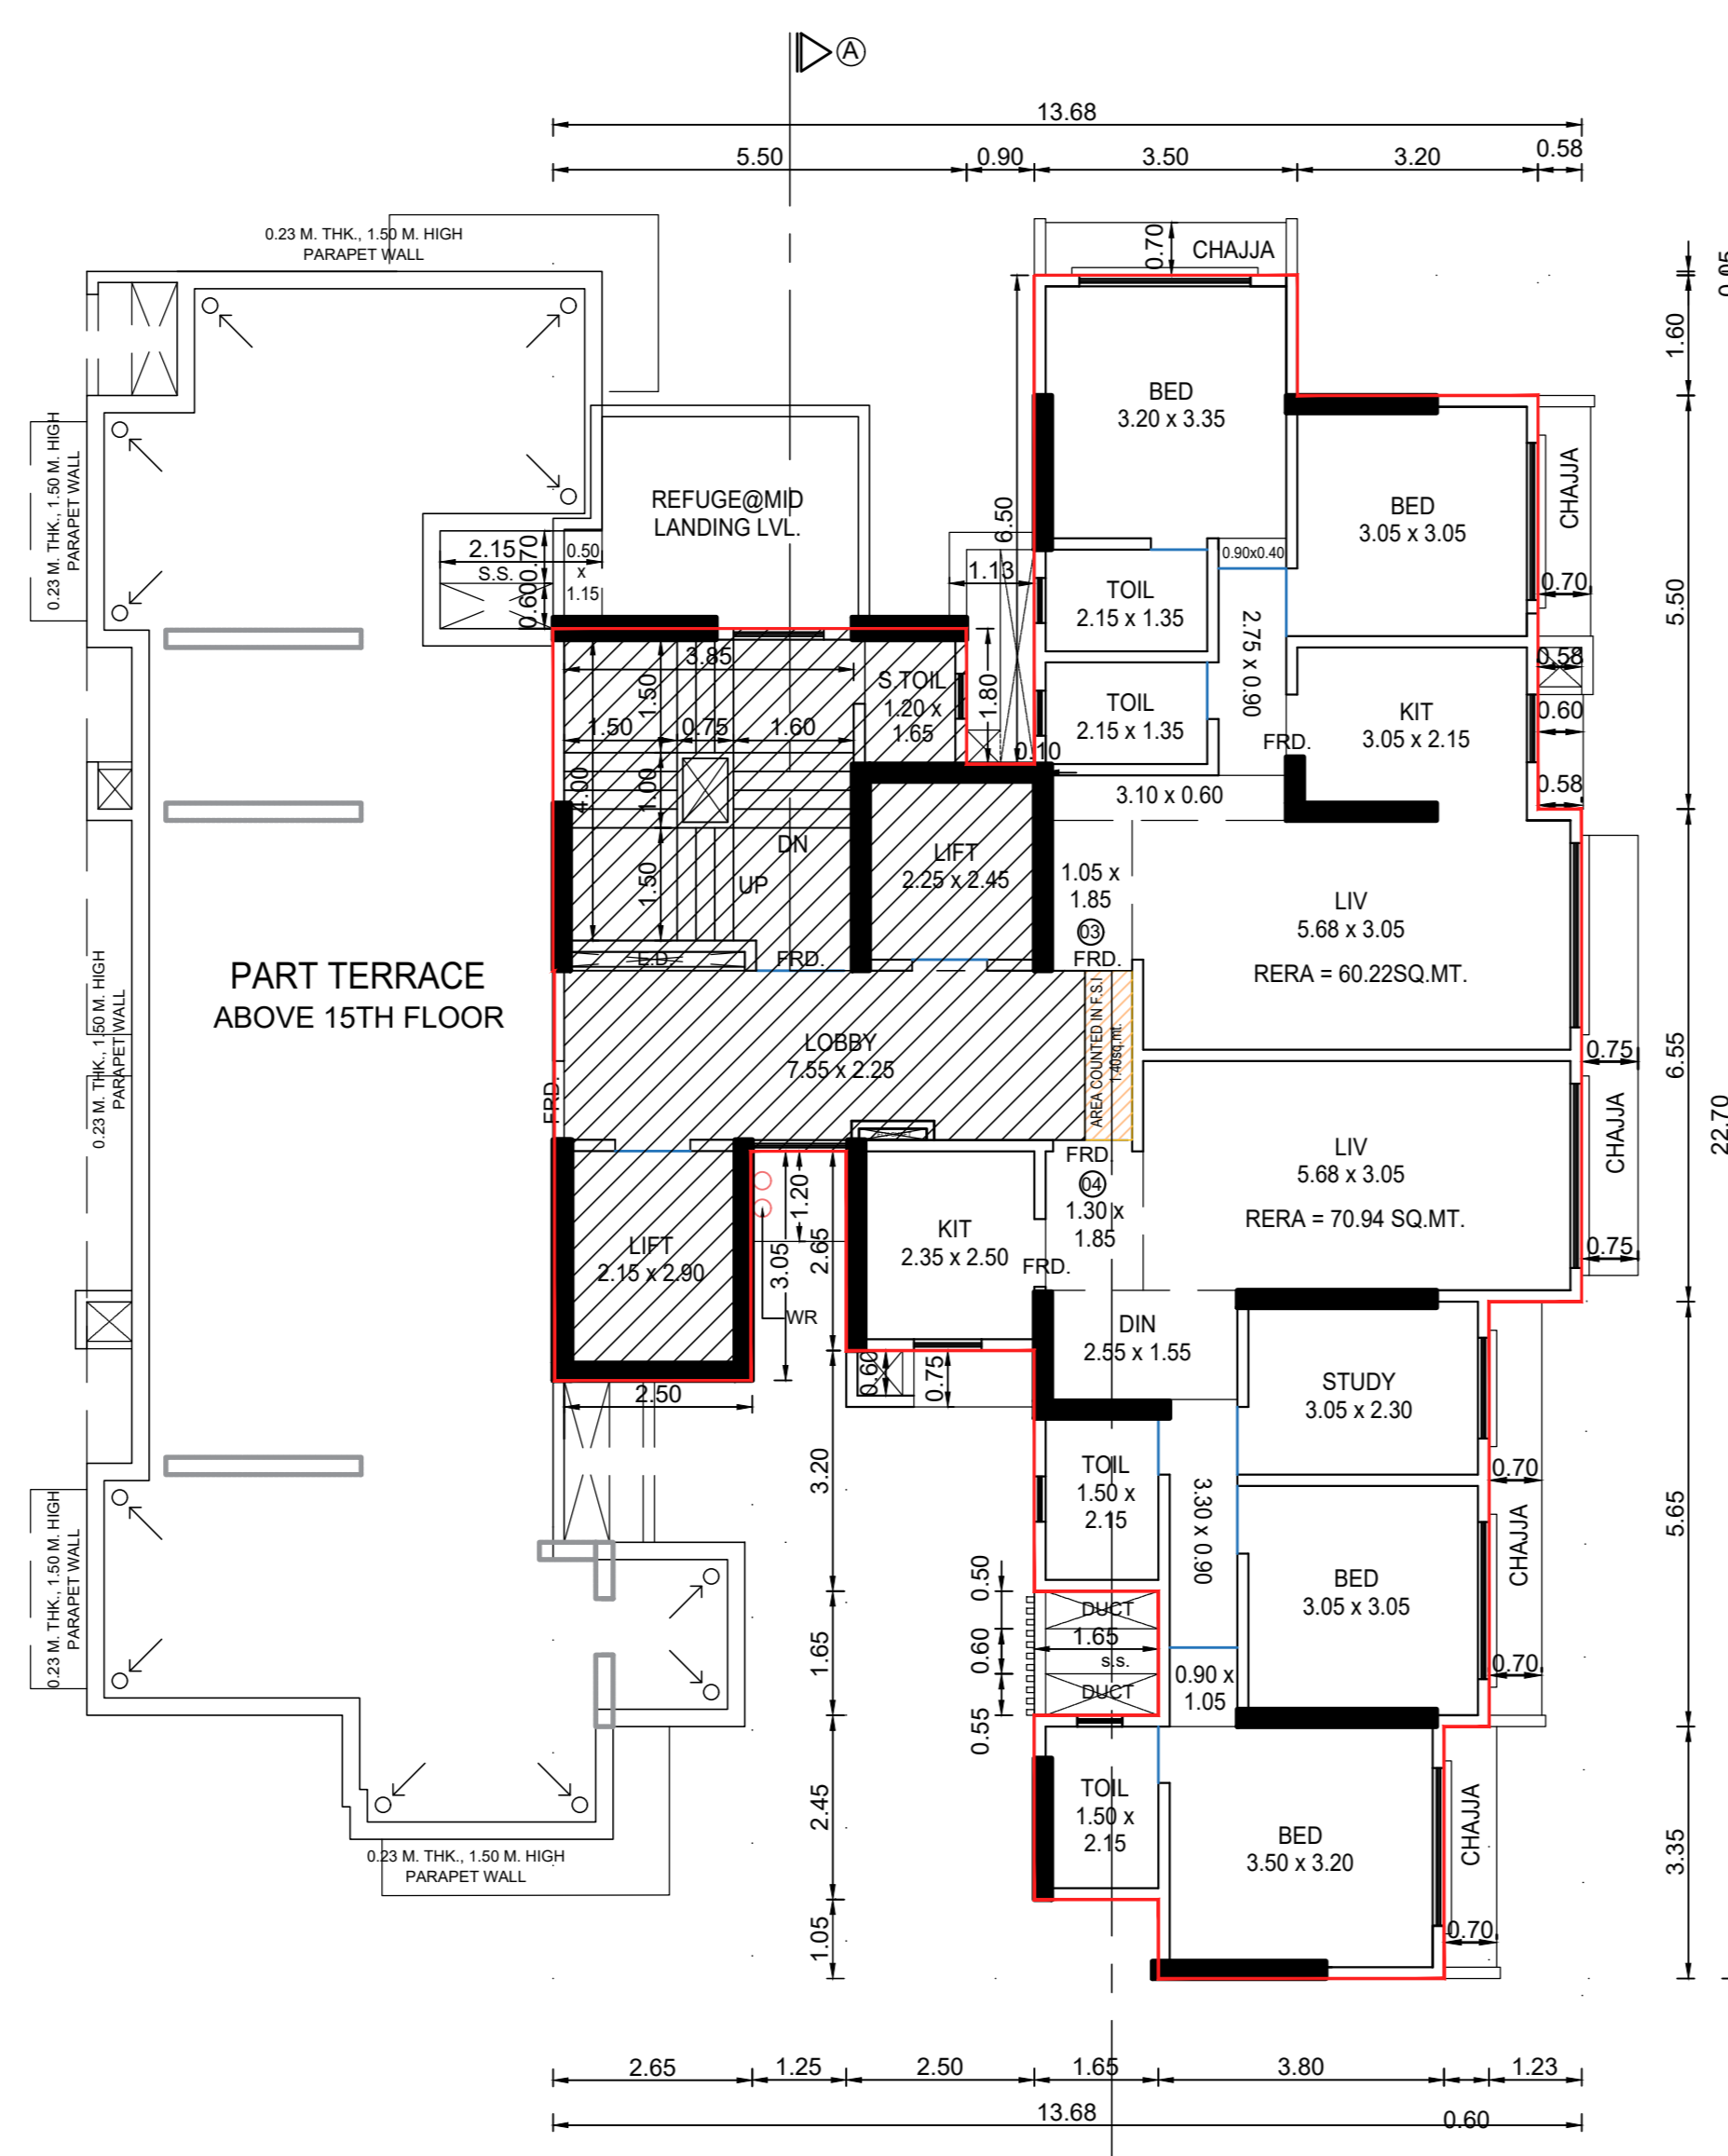 A
13.68
5.50
0.90
3.50
3.20
0.58
0.23 M. THK., 1.50 M. HIGH
PARAPET WALL
0.70
CHAJJA
0.05
1.60
0.23 M. THK., 1.50 M. HIGH
PARAPET WALL
BED
3.20 x 3.35
6.50
REFUGE@MID
LANDING LVL.
BED
3.05 x 3.05
CHAJJA
0.70
5.50
2.15
S.S.
0.70
0.60
0.50
x
1.15
1.13
0.90x0.40
TOIL
2.15 x 1.35
2.75 x 0.90
3.85
1.50
S.TOIL
1.20 x
1.65
1.80
TOIL
2.15 x 1.35
KIT
3.05 x 2.15
0.58
0.60
0.58
1.50
0.75
1.60
FRD.
0.10
4.00
1.00
3.10 x 0.60
DN
UP
1.50
LIFT
2.25 x 2.45
1.05 x
1.85
03
FRD.
LIV
5.68 x 3.05
RERA = 60.22SQ.MT.
E.D.
FRD.
PART TERRACE
ABOVE 15TH FLOOR
0.23 M. THK., 1.50 M. HIGH
PARAPET WALL
0.23 M. THK., 1.50 M. HIGH
PARAPET WALL
LOBBY
7.55 x 2.25
AREA COUNTED IN F.S.I
1.40sq.mt.
0.75
6.55
22.70
FRD.
FRD.
04
1.30 x
1.85
LIV
5.68 x 3.05
RERA = 70.94 SQ.MT.
CHAJJA
0.75
LIFT
2.15 x 2.90
1.20
3.05
2.65
WR
KIT
2.35 x 2.50
FRD.
DIN
2.55 x 1.55
0.60
0.75
2.50
STUDY
3.05 x 2.30
3.20
TOIL
1.50 x
2.15
3.30 x 0.90
0.70
5.65
0.23 M. THK., 1.50 M. HIGH
PARAPET WALL
CHAJJA
BED
3.05 x 3.05
0.50
DUCT
1.65
s.s.
0.60
1.65
DUCT
0.55
0.90 x
1.05
0.70
TOIL
1.50 x
2.15
2.45
BED
3.50 x 3.20
CHAJJA
3.35
0.23 M. THK., 1.50 M. HIGH
PARAPET WALL
1.05
0.70
2.65
1.25
2.50
1.65
3.80
1.23
13.68
0.60